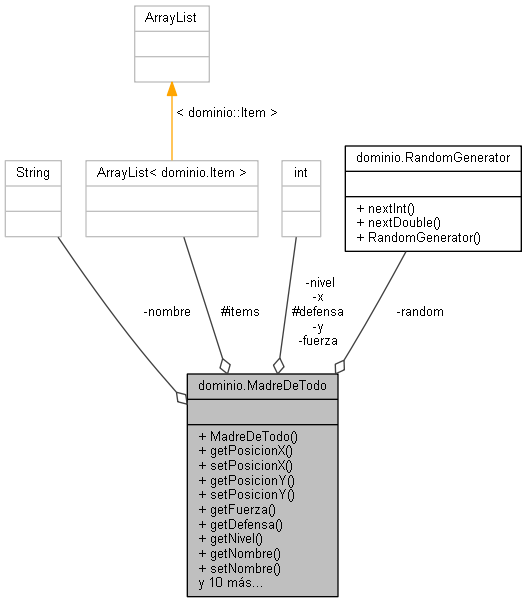 ArrayList
< dominio::Item >
String
ArrayList< dominio.Item >
int
dominio.RandomGenerator
+ nextInt()
+ nextDouble()
+ RandomGenerator()
-nombre
#items
-nivel
-x
#defensa
-y
-fuerza
-random
dominio.MadreDeTodo
+ MadreDeTodo()
+ getPosicionX()
+ setPosicionX()
+ getPosicionY()
+ setPosicionY()
+ getFuerza()
+ getDefensa()
+ getNivel()
+ getNombre()
+ setNombre()
y 10 más...